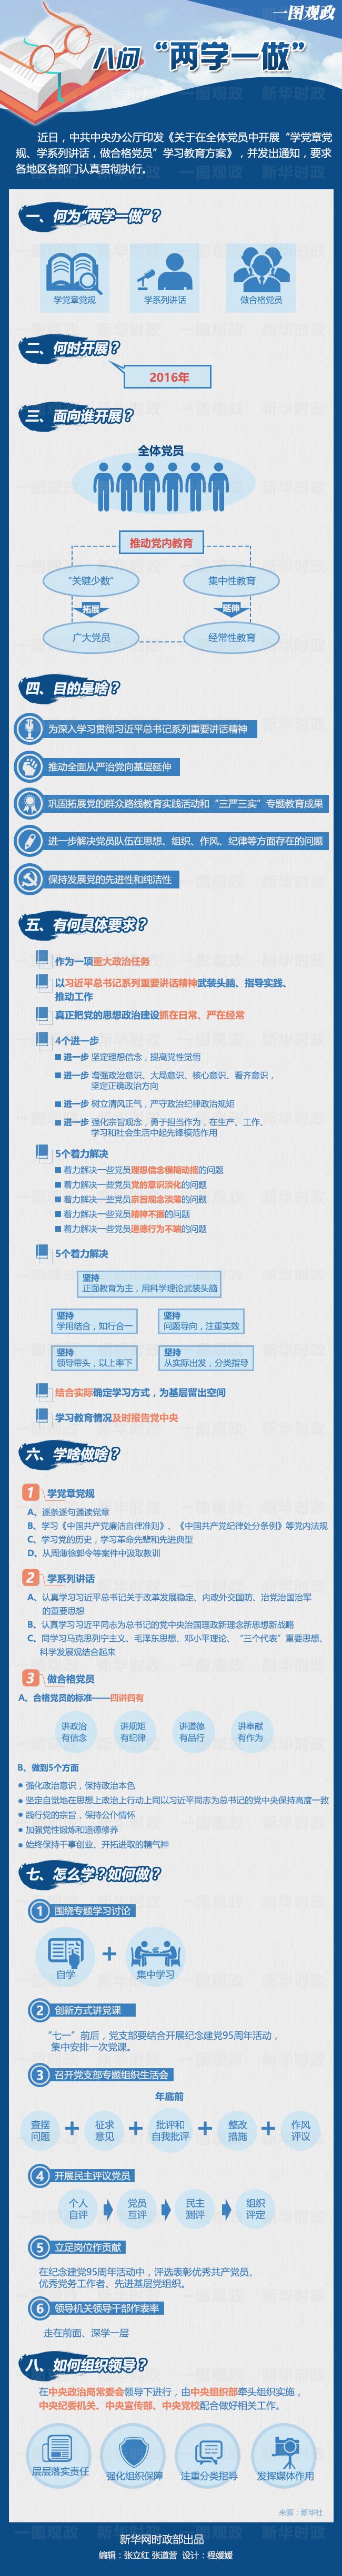 一图观政
八问“两学一做”
近日，中共中央办公厅印发《关于在全体党员中开展“学党章党
规、学系列讲话，做合格党员”学习教育方案》，并发出通知，要求
各地区各部门认真贯彻执行。
一、何为“两学一做”？
学党章党规
学系列讲话
做合格党员
二、何时开展？
2016年
三、面向谁开展？
全体党员
推动党内教育
“关键少数”
集中性教育
拓展
延伸
广大党员
经常性教育
四、目的是啥？
为深入学习贯彻习近平总书记系列重要讲话精神
推动全面从严治党向基层延伸
巩固拓展党的群众路线教育实践活动和“三严三实”专题教育成果
进一步解决党员队伍在思想、组织、作风、纪律等方面存在的问题
保持发展党的先进性和纯洁性
五、有何具体要求？
作为一项重大政治任务
以习近平总书记系列重要讲话精神武装头脑、指导实践、
推动工作
真正把党的思想政治建设抓在日常、严在经常
4个进一步
进一步 坚定理想信念，提高党性觉悟
进一步 增强政治意识、大局意识、核心意识、看齐意识，
坚定正确政治方向
进一步 树立清风正气，严守政治纪律政治规矩
进一步 强化宗旨观念，勇于担当作为，在生产、工作、
学习和社会生活中起先锋模范作用
5个着力解决
着力解决一些党员理想信念模糊动摇的问题
着力解决一些党员党的意识淡化的问题
着力解决一些党员宗旨观念淡薄的问题
着力解决一些党员精神不振的问题
着力解决一些党员道德行为不端的问题
5个着力解决
坚持
正面教育为主，用科学理论武装头脑
坚持
学用结合，知行合一
坚持
问题导向，注重实效
坚持
领导带头，以上率下
坚持
从实际出发，分类指导
结合实际确定学习方式，为基层留出空间
学习教育情况及时报告党中央
六、学啥做啥？
1 学党章党规
A、逐条逐句通读党章
B、学习《中国共产党廉洁自律准则》、《中国共产党纪律处分条例》等党内法规
C、学习党的历史，学习革命先辈和先进典型
D、从周薄徐郭令等案件中汲取教训
2 学系列讲话
A、认真学习习近平总书记关于改革发展稳定、内政外交国防、治党治国治军
的重要思想
B、认真学习习近平同志为总书记的党中央治国理政新理念新思想新战略
C、同学习马克思列宁主义、毛泽东思想、邓小平理论、“三个代表”重要思想、
科学发展观结合起来
3 做合格党员
A、合格党员的标准——四讲四有
讲政治
有信念
讲规矩
有纪律
讲道德
有品行
讲奉献
有作为
B、做到5个方面
强化政治意识，保持政治本色
坚定自觉地在思想上政治上行动上同以习近平同志为总书记的党中央保持高度一致
践行党的宗旨，保持公仆情怀
加强党性锻炼和道德修养
始终保持干事创业、开拓进取的精气神
七、怎么学？如何做？
1 围绕专题学习讨论
自学
+
集中学习
2 创新方式讲党课
“七一”前后，党支部要结合开展纪念建党95周年活动，
集中安排一次党课。
3 召开党支部专题组织生活会
年底前
查摆
问题
+
征求
意见
+
批评和
自我批评
+
整改
措施
+
作风
评议
4 开展民主评议党员
个人
自评
党员
互评
民主
测评
组织
评定
5 立足岗位作贡献
在纪念建党95周年活动中，评选表彰优秀共产党员、
优秀党务工作者、先进基层党组织。
6 领导机关领导干部作表率
走在前面、深学一层
八、如何组织领导？
在中央政治局常委会领导下进行，由中央组织部牵头组织实施，
中央纪委机关、中央宣传部、中央党校配合做好相关工作。
层层落实责任
强化组织保障
注重分类指导
发挥媒体作用
来源：新华社
新华网时政部出品
编辑：张立红 张道营 设计：程媛媛
一图观政 新华时政